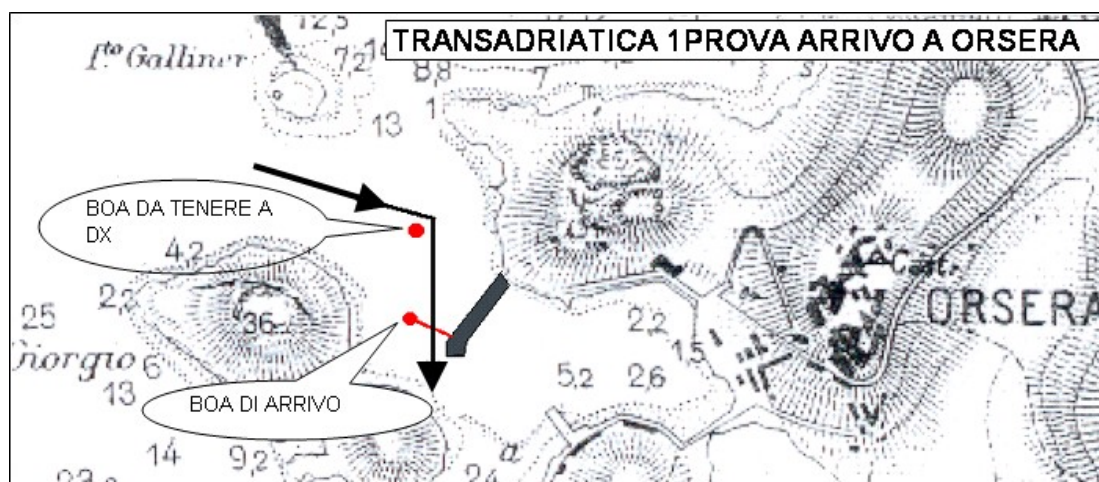 12,5
TRANSADRIATICA 1PROVA ARRIVO A ORSERA
I.to Galliner
7,2
8,8
7
1
13
BOA DA TENERE A
DX
4,2
2,2
25
36
Giorgio
6
13
2,2
1,5
ORSERA
5,2
2,6
BOA DI ARRIVO
14
9,2
a
24